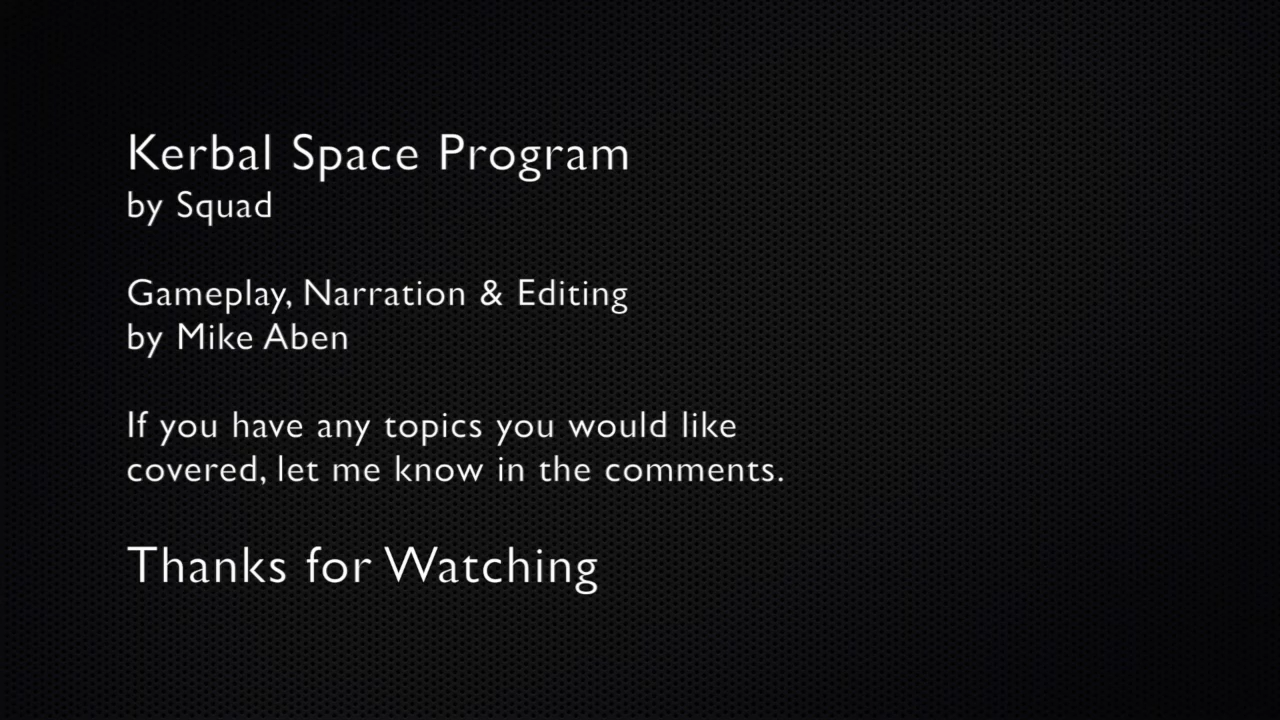 Kerbal Space Program
by Squad
Gameplay, Narration & Editing
by Mike Aben
If you have any topics you would like
covered, let me know in the comments.
Thanks for Watching